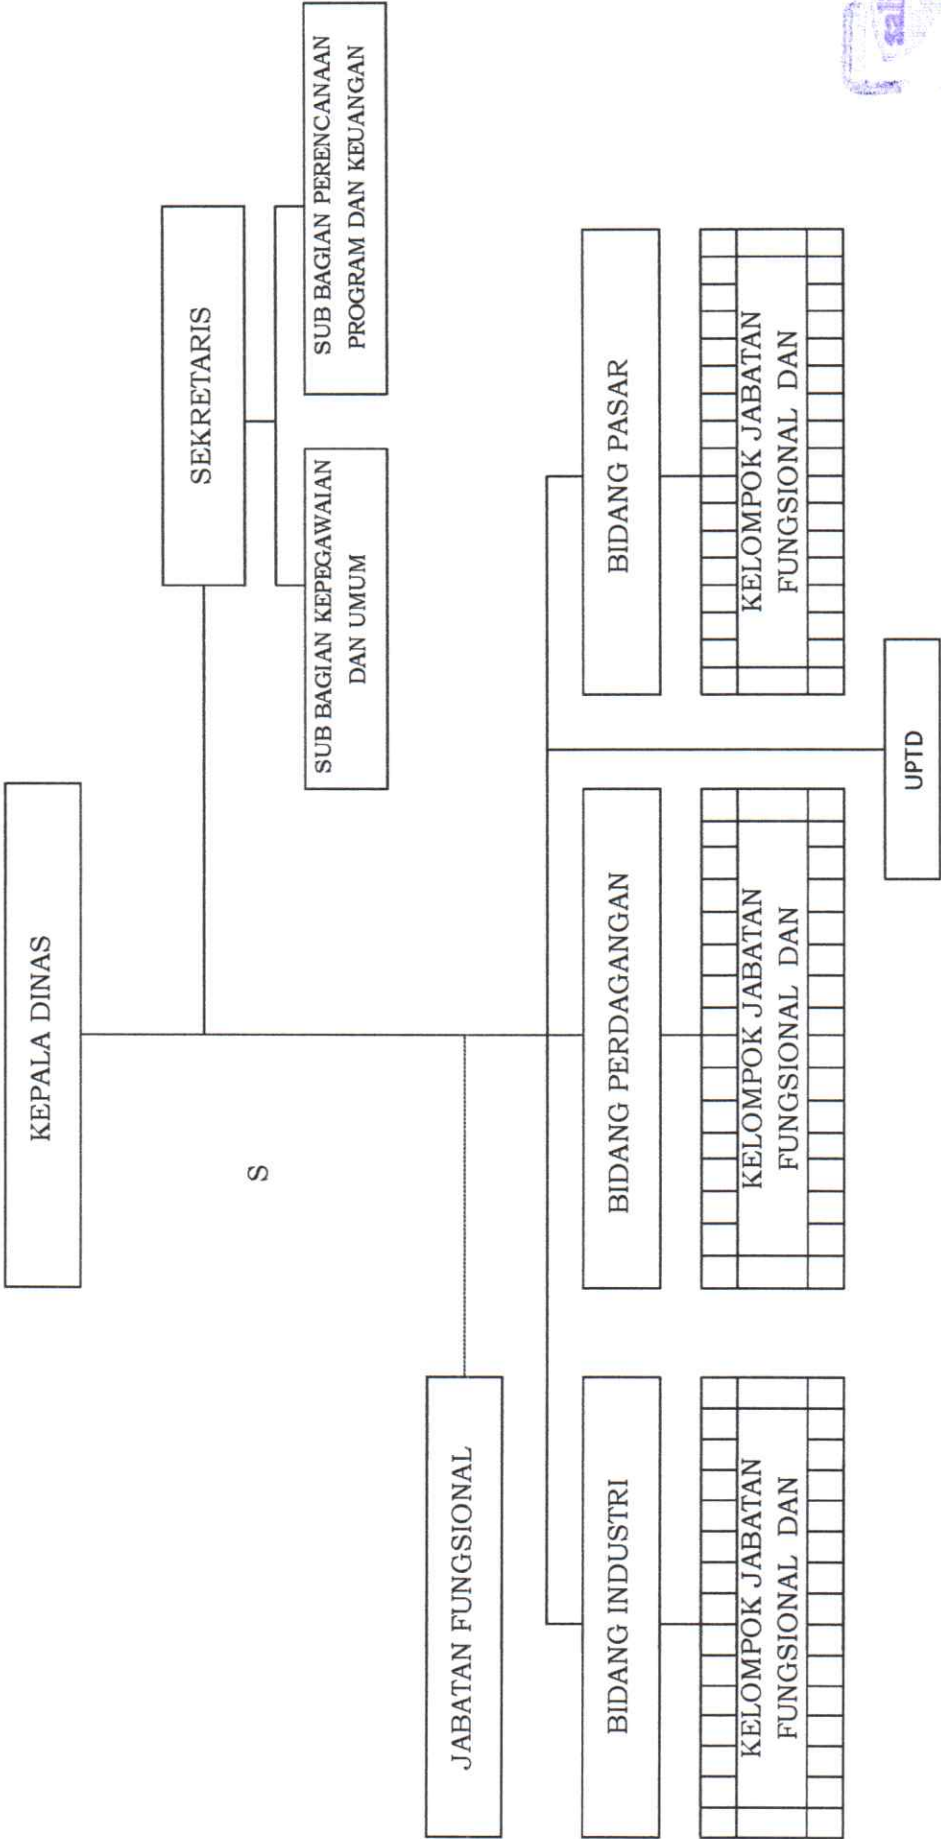 KEPALA DINAS
S
SEKRETARIS
SUB BAGIAN KEPEGAWAIAN
DAN UMUM
SUB BAGIAN PERENCANAAN
PROGRAM DAN KEUANGAN
JABATAN FUNGSIONAL
BIDANG INDUSTRI
BIDANG PERDAGANGAN
BIDANG PASAR
KELOMPOK JABATAN
FUNGSIONAL DAN
KELOMPOK JABATAN
FUNGSIONAL DAN
KELOMPOK JABATAN
FUNGSIONAL DAN
UPTD